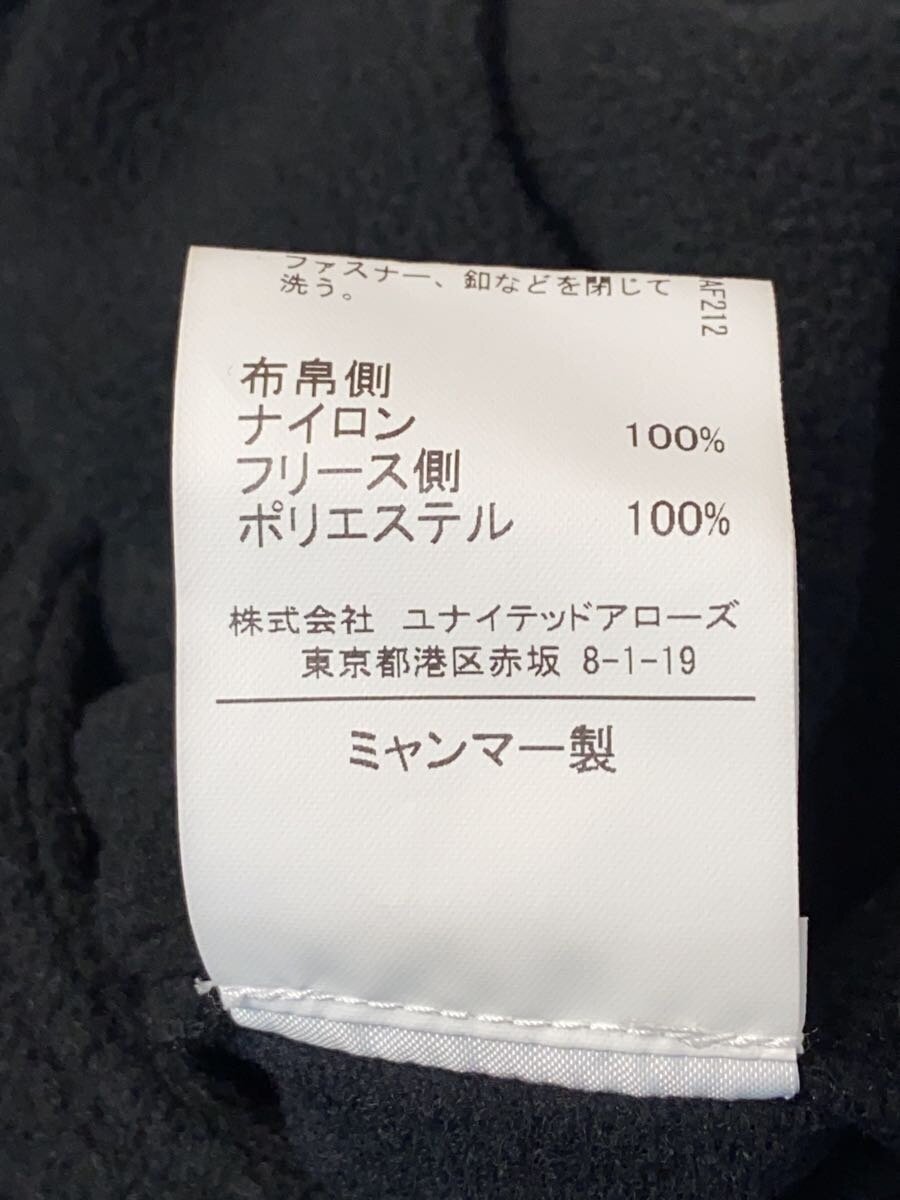 ファスナー、釦などを閉じて
洗う。
AF212
布帛側
ナイロン 100%
フリース側
ポリエステル 100%
株式会社 ユナイテッドアローズ
東京都港区赤坂 8-1-19
ミャンマー製